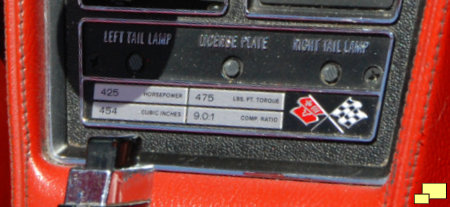 LEFT TAIL LAMP LICENSE PLATE RIGHT TAIL LAMP
425 HORSEPOWER 475 LBS. FT. TORQUE
454 CUBIC INCHES 9.0:1 COMP. RATIO